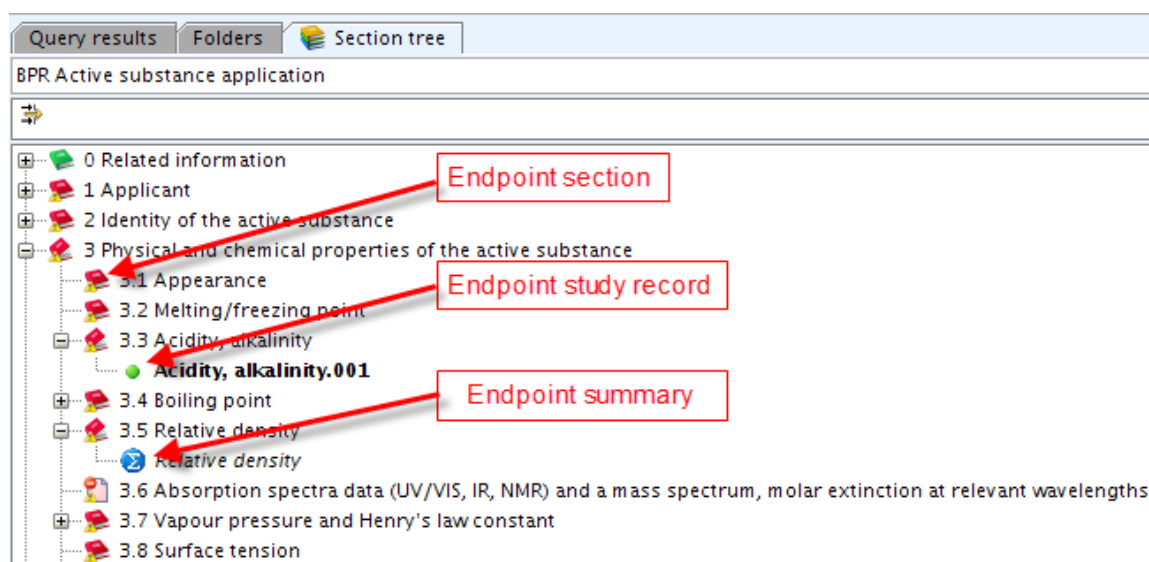 Query results Folders Section tree
BPR Active substance application
0 Related information
Endpoint section
1 Applicant
2 Identity of the active substance
3 Physical and chemical properties of the active substance
3.1 Appearance
Endpoint study record
3.2 Melting/freezing point
3.3 Acidity, alkalinity
Acidity, alkalinity.001
3.4 Boiling point
Endpoint summary
3.5 Relative density
Relative density
3.6 Absorption spectra data (UV/VIS, IR, NMR) and a mass spectrum, molar extinction at relevant wavelengths
3.7 Vapour pressure and Henry's law constant
3.8 Surface tension